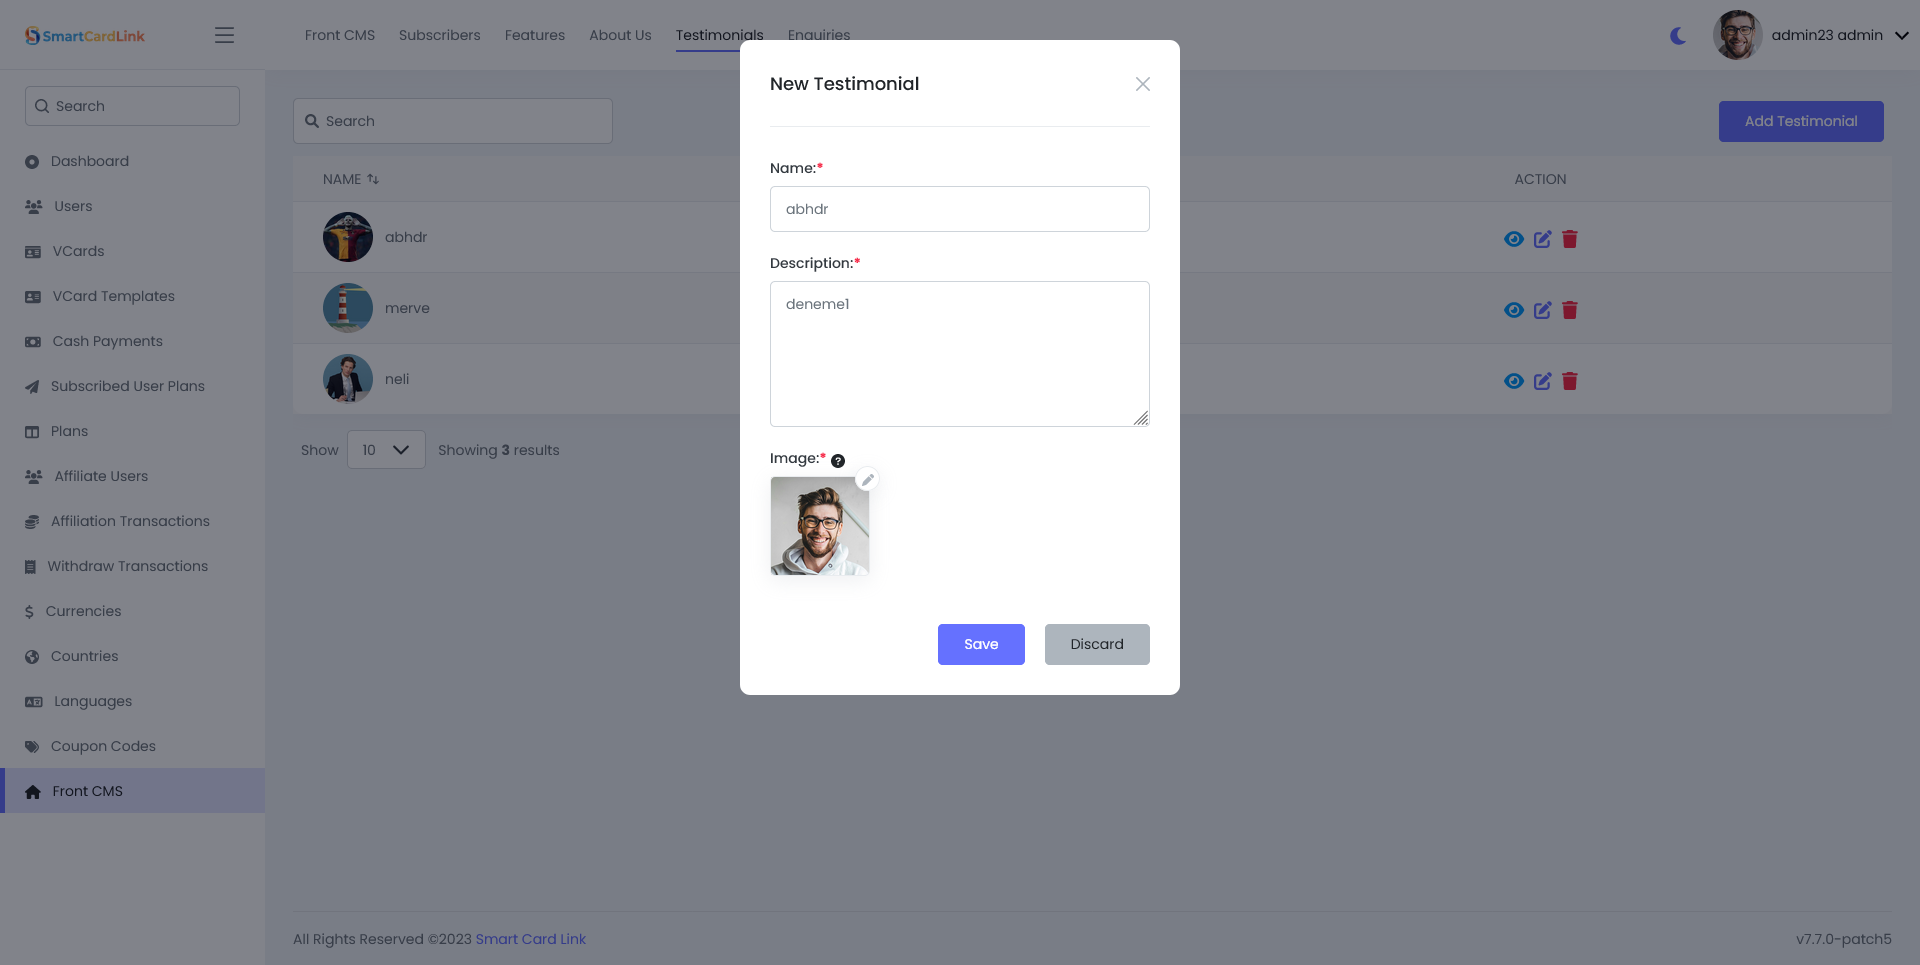 SmartCardLink
Front CMS
Subscribers
Features
About Us
Testimonials
Enquiries
admin23 admin
Search
Dashboard
Users
VCards
VCard Templates
Cash Payments
Subscribed User Plans
Plans
Affiliate Users
Affiliation Transactions
Withdraw Transactions
Currencies
Countries
Languages
Coupon Codes
Front CMS
Search
Add Testimonial
NAME
ACTION
abhdr
merve
neli
Show
10
Showing 3 results
New Testimonial
Name:*
abhdr
Description:*
deneme1
Image:*
Save
Discard
All Rights Reserved ©2023 Smart Card Link
v7.7.0-patch5